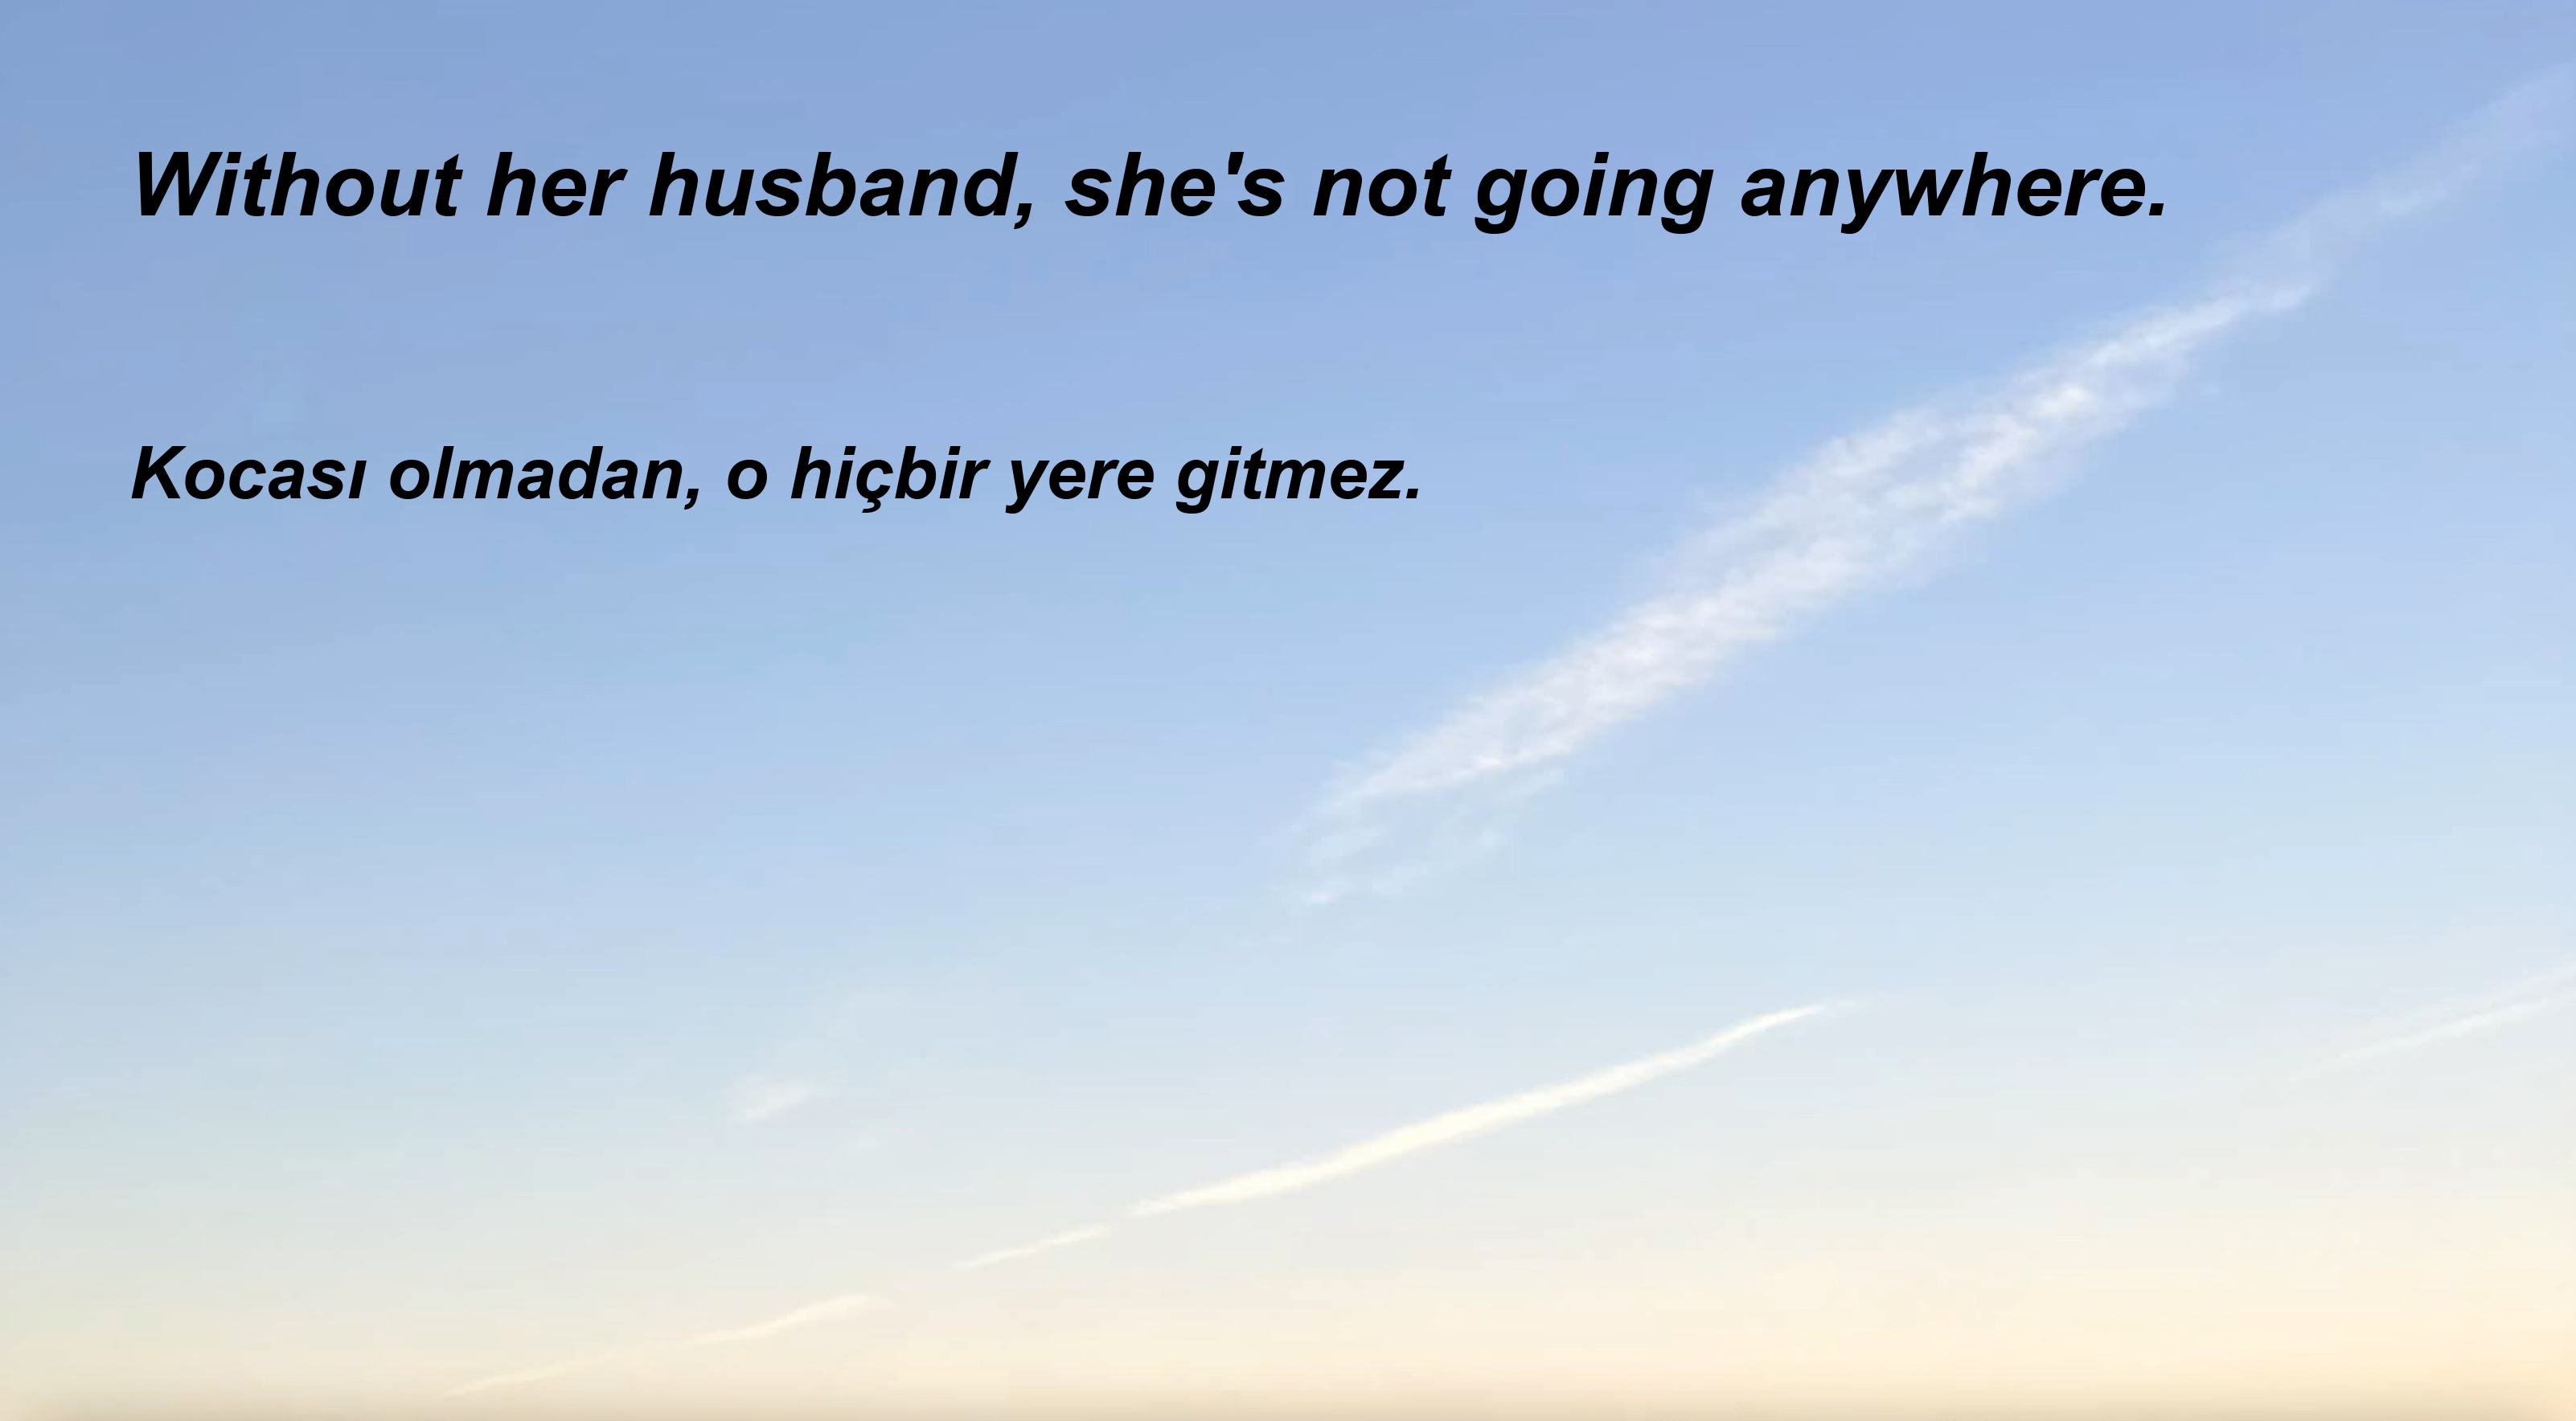 Without her husband, she's not going anywhere.
Kocası olmadan, o hiçbir yere gitmez.